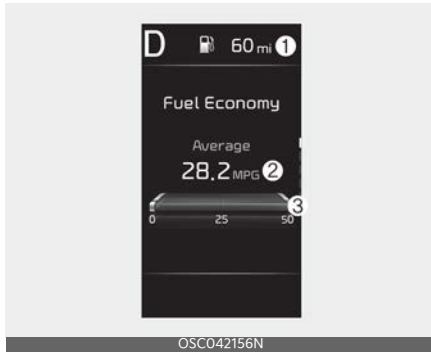 D 60 mi ①
Fuel Economy
Average
28.2 MPG ②
③
0 25 50
OSC042156N